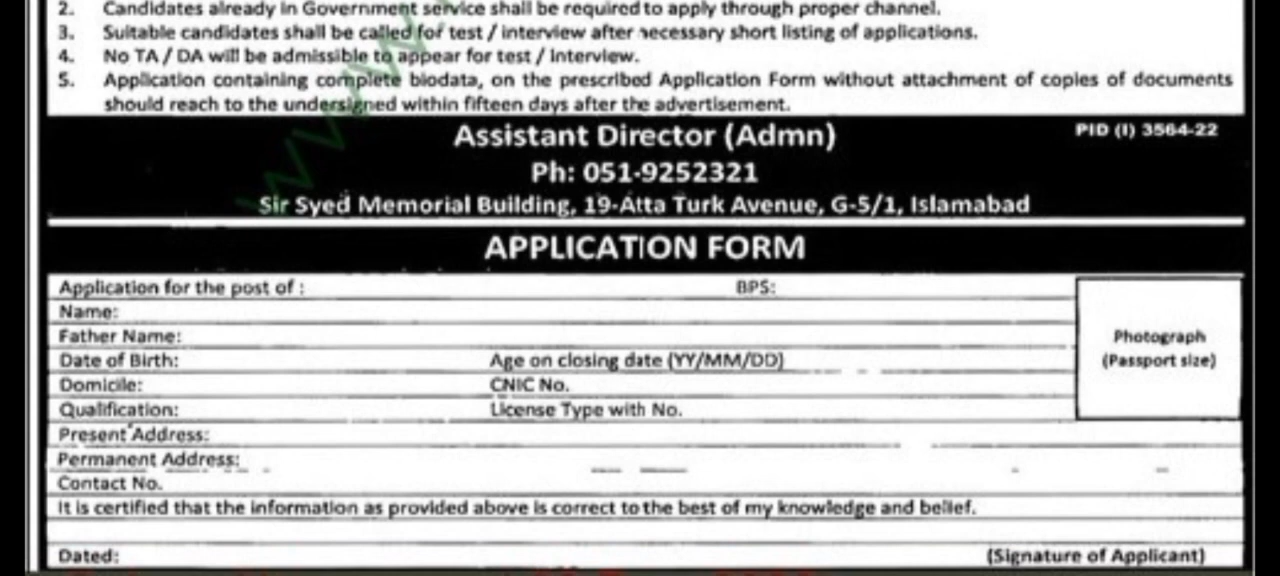 2. Candidates already in Government service shall be required to apply through proper channel.
3. Suitable candidates shall be called for test / interview after necessary short listing of applications.
4. No TA / DA will be admissible to appear for test / Interview.
5. Application containing complete biodata, on the prescribed Application Form without attachment of copies of documents
should reach to the undersigned within fifteen days after the advertisement.
Assistant Director (Admn)
PID (I) 3564-22
Ph: 051-9252321
Sir Syed Memorial Building, 19-Atta Turk Avenue, G-5/1, Islamabad
APPLICATION FORM
Application for the post of : BPS:
Name:
Father Name:
Photograph
Date of Birth: Age on closing date (YY/MM/DD)
(Passport size)
Domicile: CNIC No.
Qualification: License Type with No.
Present Address:
Permanent Address:
Contact No.
It is certified that the information as provided above is correct to the best of my knowledge and belief.
Dated: (Signature of Applicant)
www.